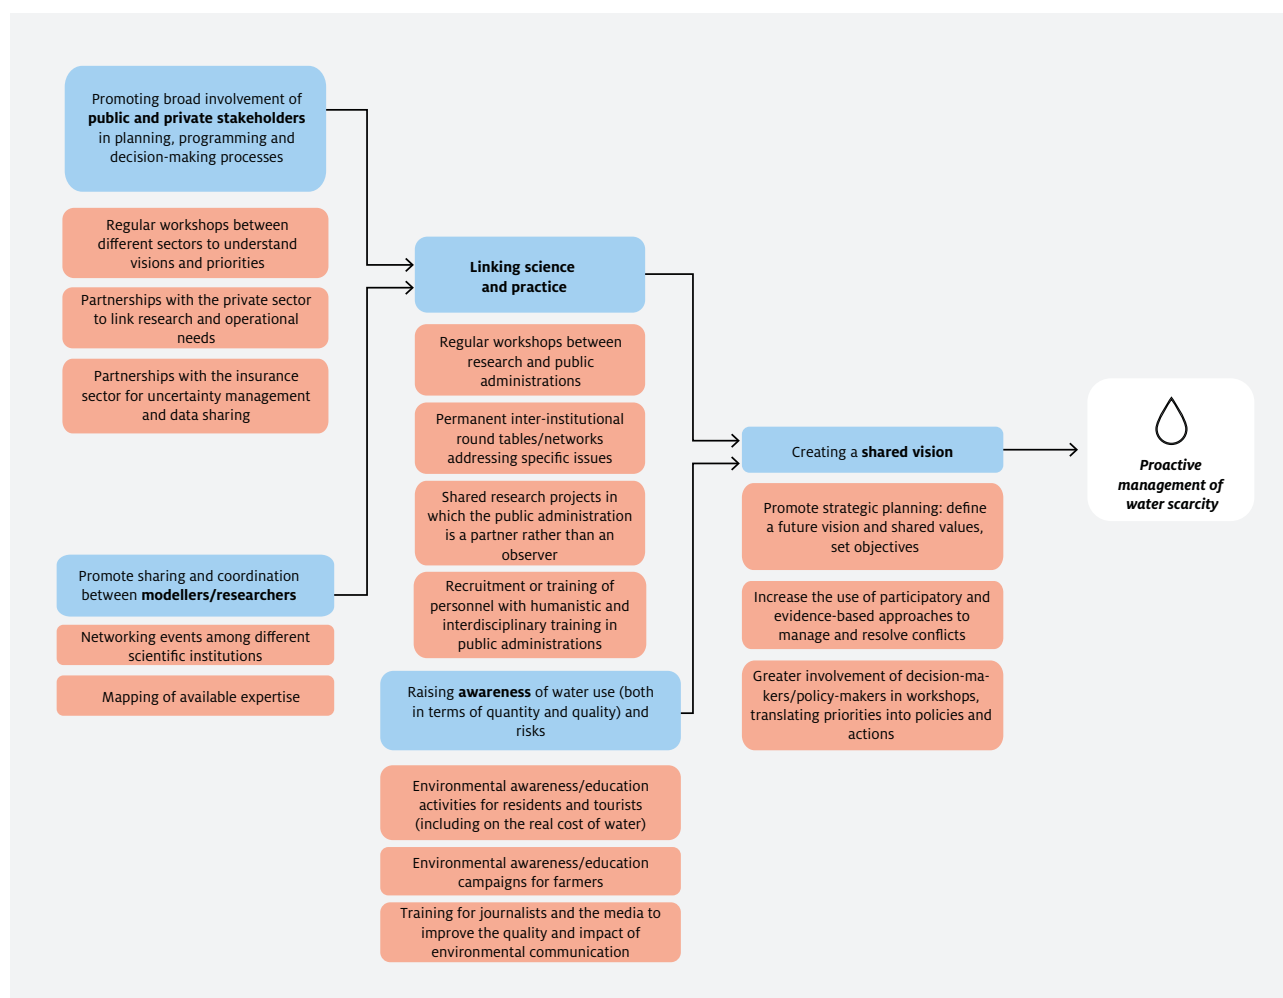 Promoting broad involvement of
public and private stakeholders
in planning, programming and
decision-making processes
Regular workshops between
different sectors to understand
visions and priorities
Partnerships with the private sector
to link research and operational
needs
Partnerships with the insurance
sector for uncertainty management
and data sharing
Promote sharing and coordination
between modellers/researchers
Networking events among different
scientific institutions
Mapping of available expertise
Linking science
and practice
Regular workshops between
research and public
administrations
Permanent inter-institutional
round tables/networks
addressing specific issues
Shared research projects in
which the public administration
is a partner rather than an
observer
Recruitment or training of
personnel with humanistic and
interdisciplinary training in
public administrations
Raising awareness of water use (both
in terms of quantity and quality) and
risks
Environmental awareness/education
activities for residents and tourists
(including on the real cost of water)
Environmental awareness/education
campaigns for farmers
Training for journalists and the media to
improve the quality and impact of
environmental communication
Creating a shared vision
Promote strategic planning: define
a future vision and shared values,
set objectives
Increase the use of participatory and
evidence-based approaches to
manage and resolve conflicts
Greater involvement of decision-ma-
kers/policy-makers in workshops,
translating priorities into policies and
actions
Proactive
management of
water scarcity